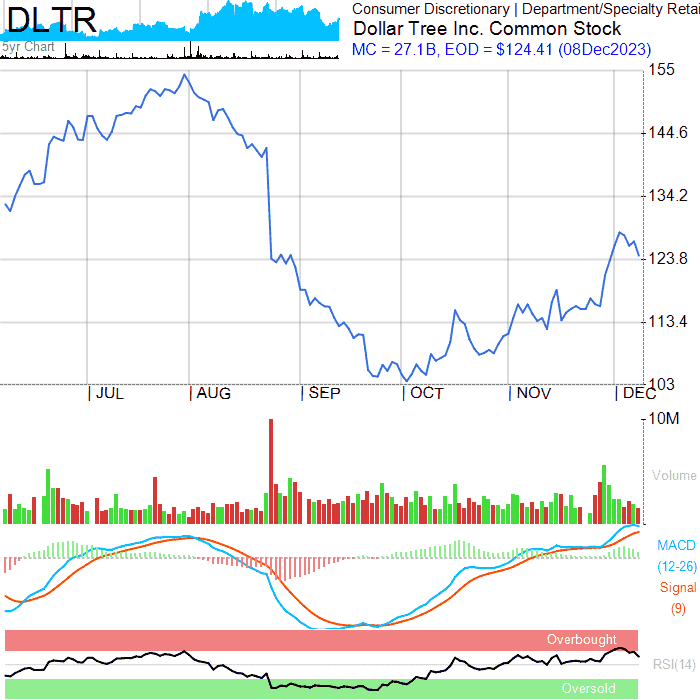 DLTR
5yr Chart
Consumer Discretionary | Department/Specialty Retai
Dollar Tree Inc. Common Stock
MC = 27.1B, EOD = $124.41 (08Dec2023)
155
144.6
134.2
123.8
113.4
103
JUL AUG SEP OCT NOV DEC
10M
Volume
MACD
(12-26)
Signal
(9)
Overbought
RSI(14)
Oversold